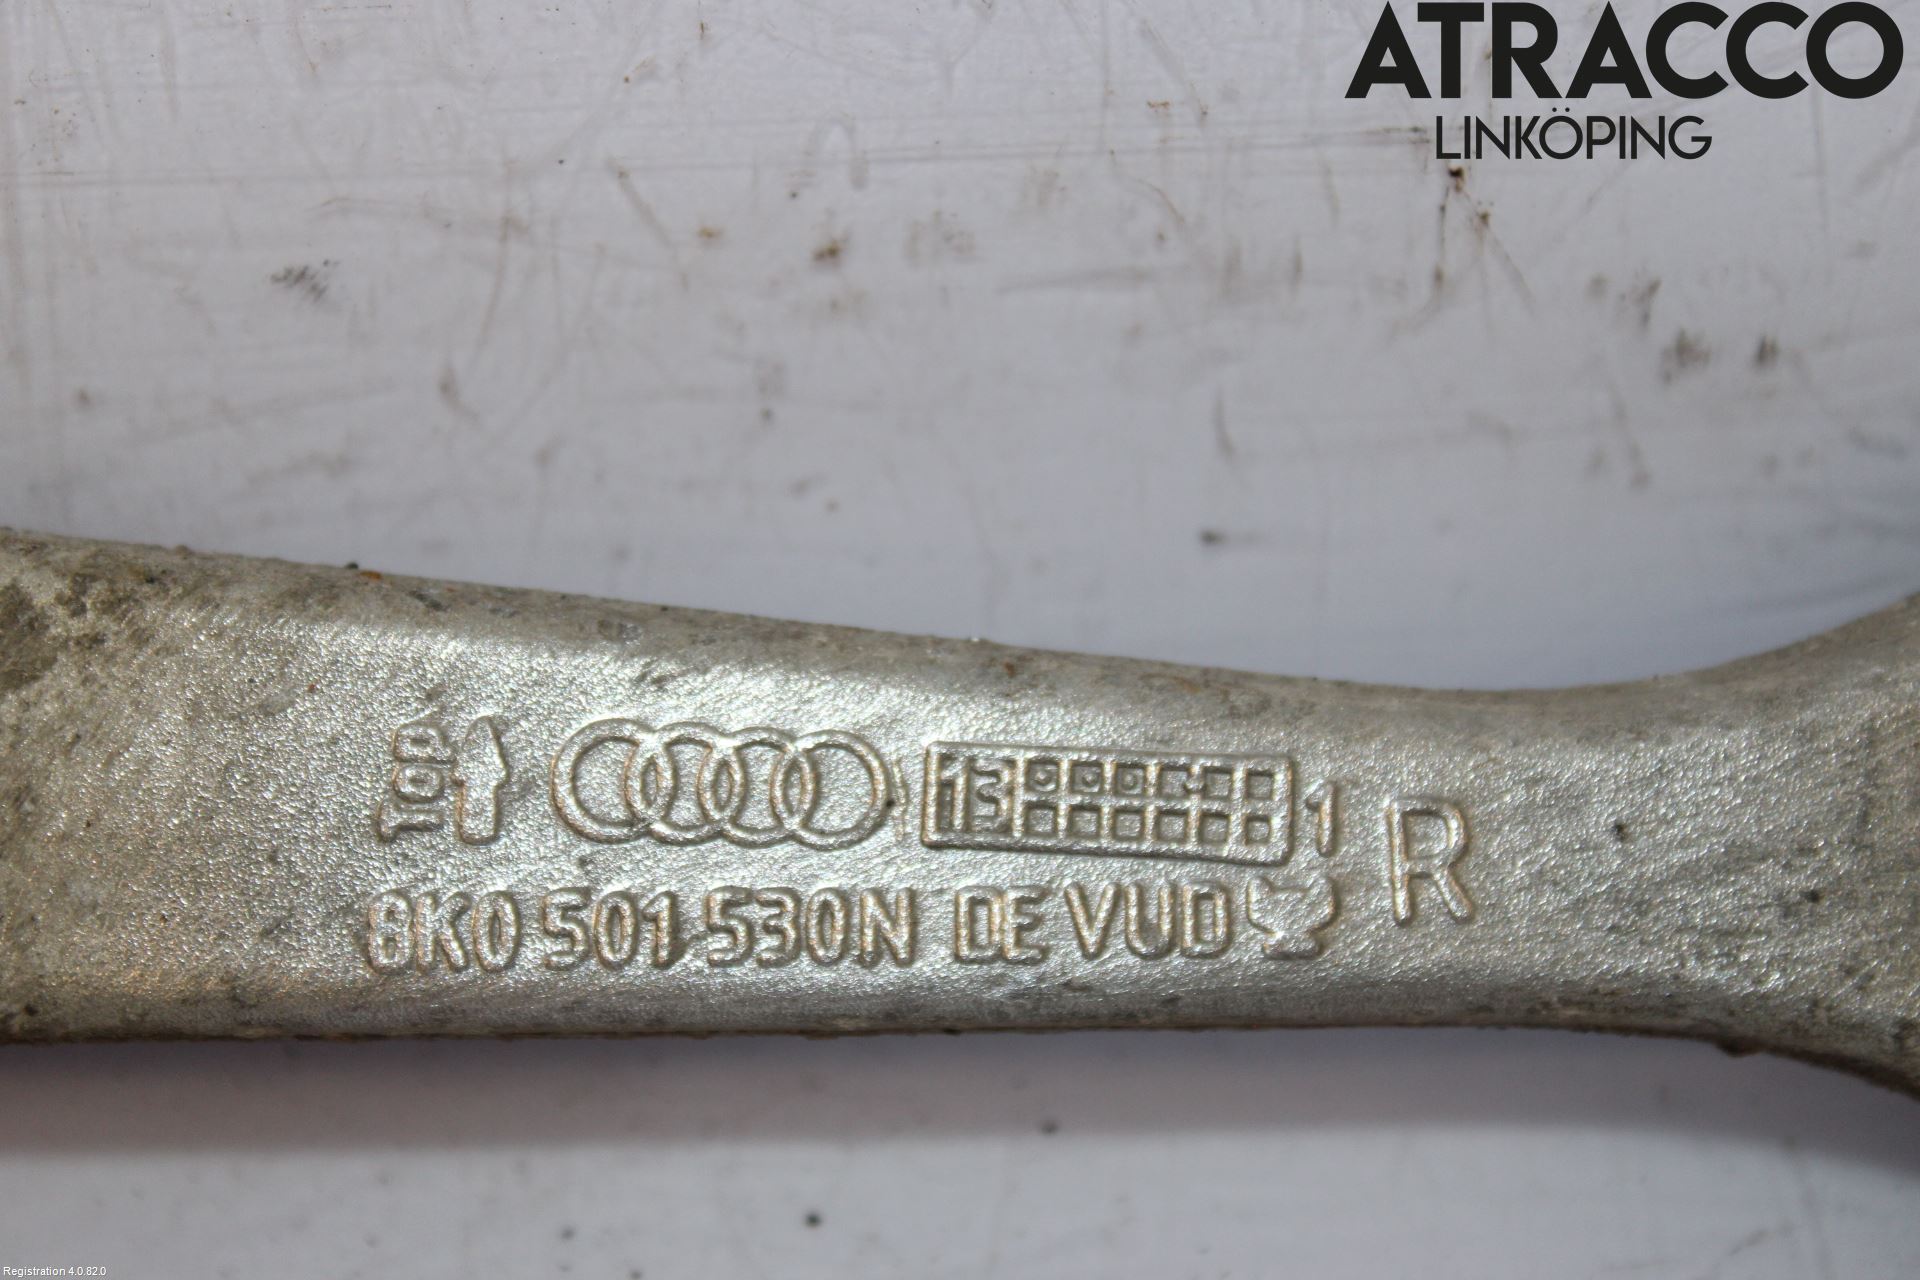 ATRACCO
LINKÖPING
Top
13
1
R
8K0 501 530N DE VUD
Registration 4.0.82.0